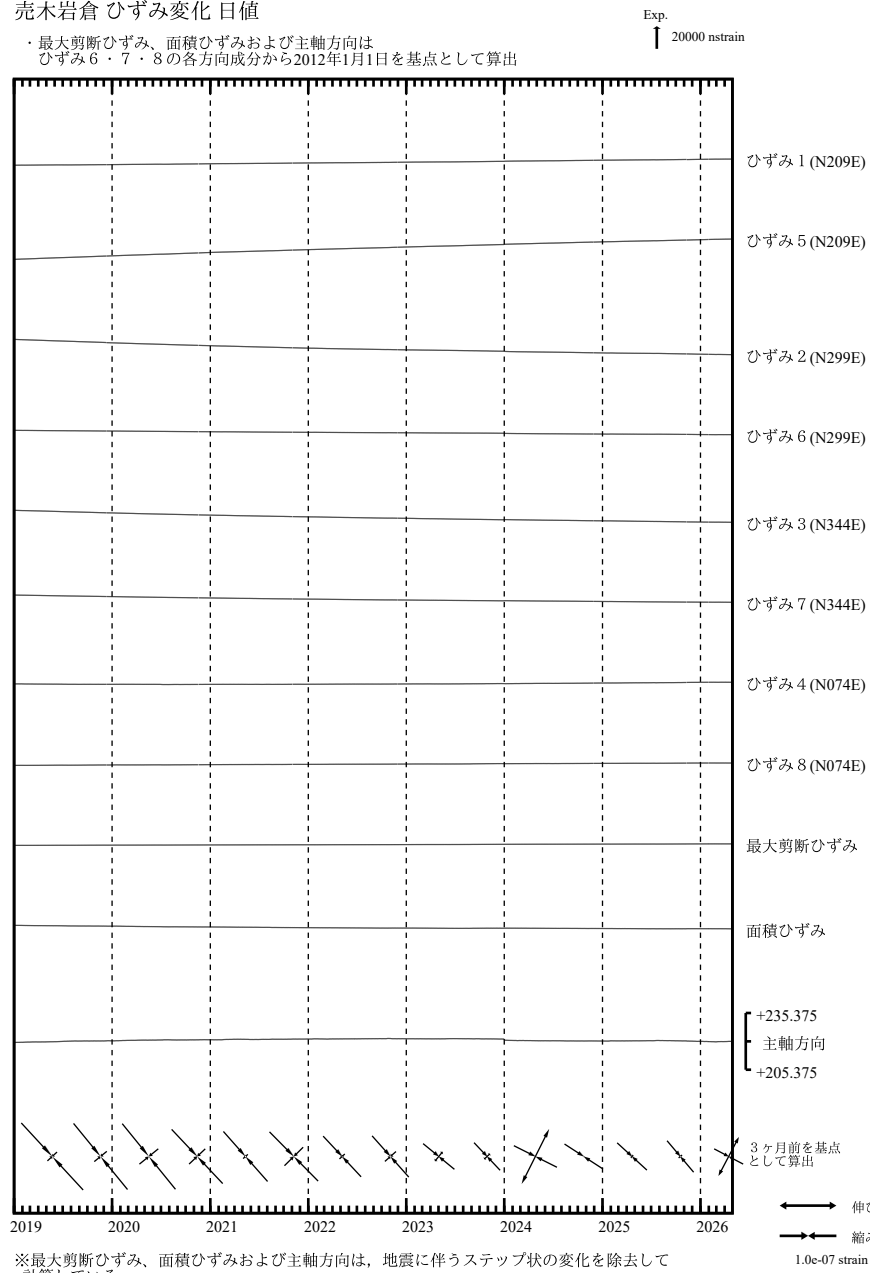 売木岩倉 ひずみ変化 日値
Exp.
20000 nstrain
・最大剪断ひずみ、面積ひずみおよび主軸方向は
ひずみ６・７・８の各方向成分から2012年1月1日を基点として算出
ひずみ１(N209E)
ひずみ５(N209E)
ひずみ２(N299E)
ひずみ６(N299E)
ひずみ３(N344E)
ひずみ７(N344E)
ひずみ４(N074E)
ひずみ８(N074E)
最大剪断ひずみ
面積ひずみ
+235.375
主軸方向
+205.375
３ヶ月前を基点
として算出
2019 2020 2021 2022 2023 2024 2025 2026
伸び
縮み
1.0e-07 strain
※最大剪断ひずみ、面積ひずみおよび主軸方向は，地震に伴うステップ状の変化を除去して